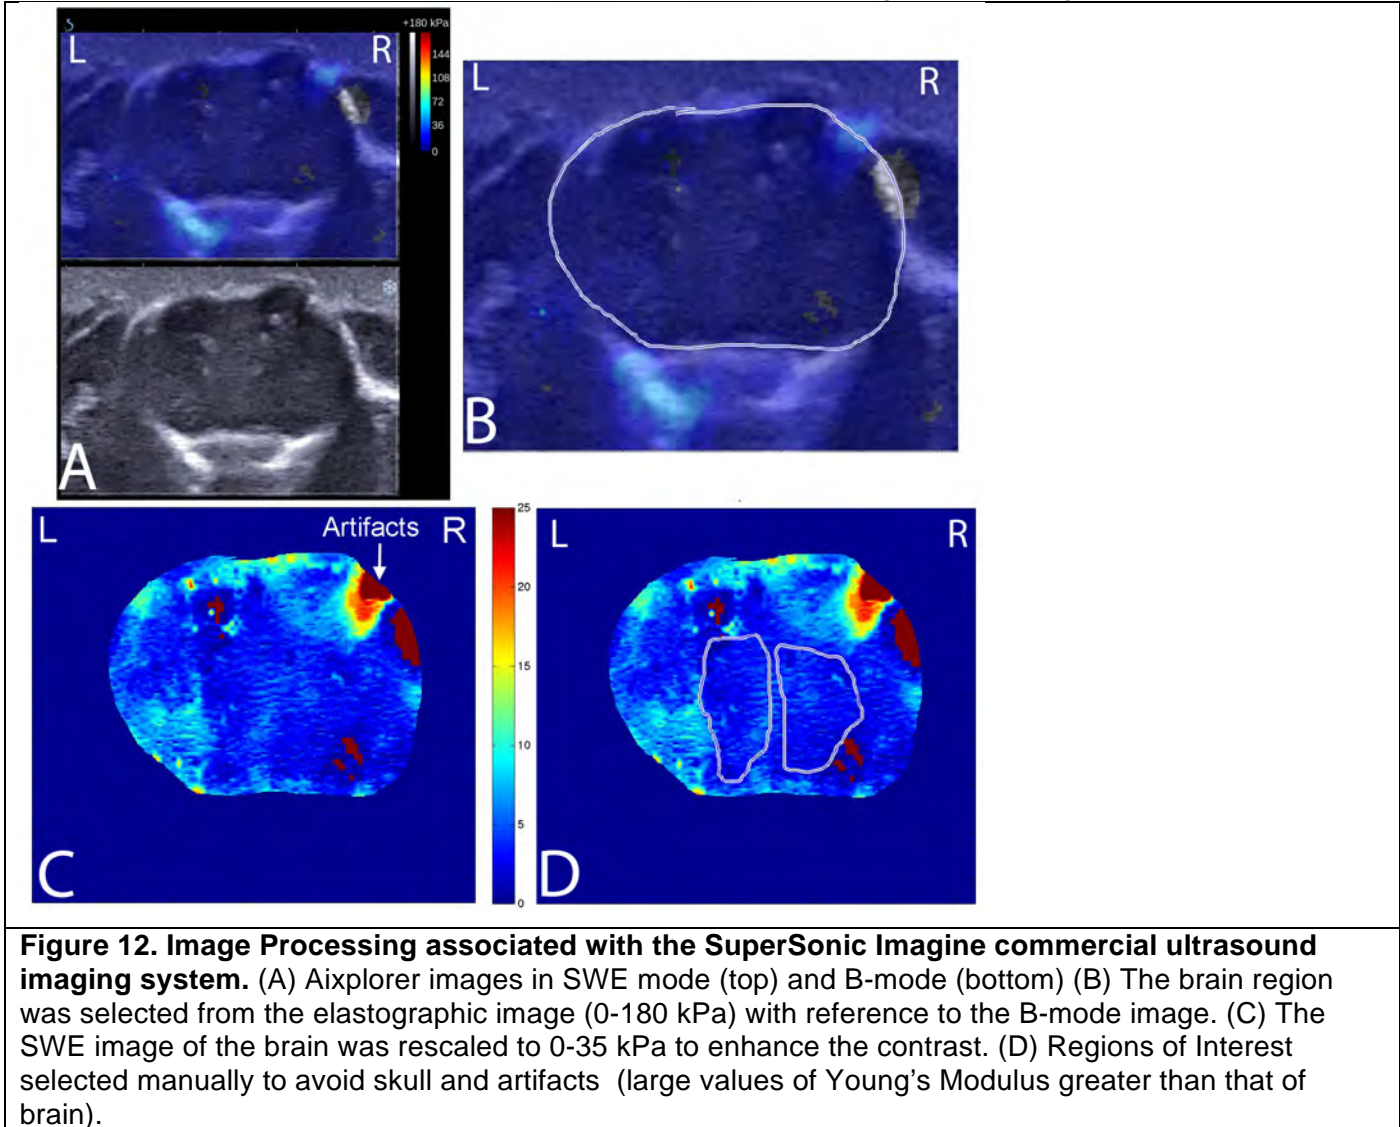 +180 kPa
L
R
144
108
72
36
0
A
L
R
B
L
Artifacts
R
C
25
20
15
10
5
0
L
R
D
Figure 12. Image Processing associated with the SuperSonic Imagine commercial ultrasound
imaging system. (A) Aixplorer images in SWE mode (top) and B-mode (bottom) (B) The brain region
was selected from the elastographic image (0-180 kPa) with reference to the B-mode image. (C) The
SWE image of the brain was rescaled to 0-35 kPa to enhance the contrast. (D) Regions of Interest
selected manually to avoid skull and artifacts (large values of Young's Modulus greater than that of
brain).